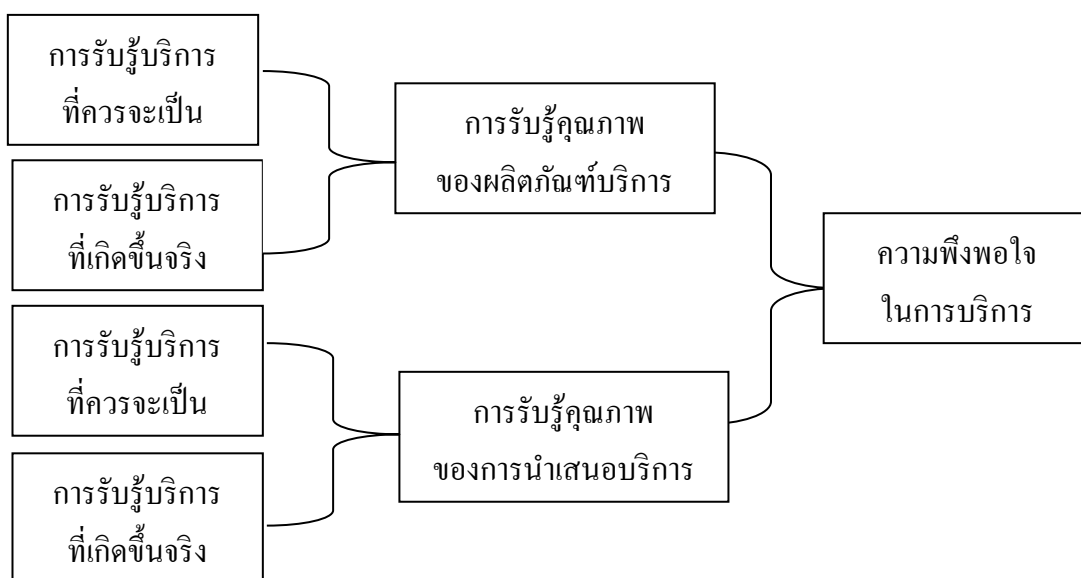 การรับรู้บริการ
ที่ควรจะเป็น
การรับรู้บริการ
ที่เกิดขึ้นจริง
การรับรู้บริการ
ที่ควรจะเป็น
การรับรู้บริการ
ที่เกิดขึ้นจริง
การรับรู้คุณภาพ
ของผลิตภัณฑ์บริการ
การรับรู้คุณภาพ
ของการนำเสนอบริการ
ความพึงพอใจ
ในการบริการ